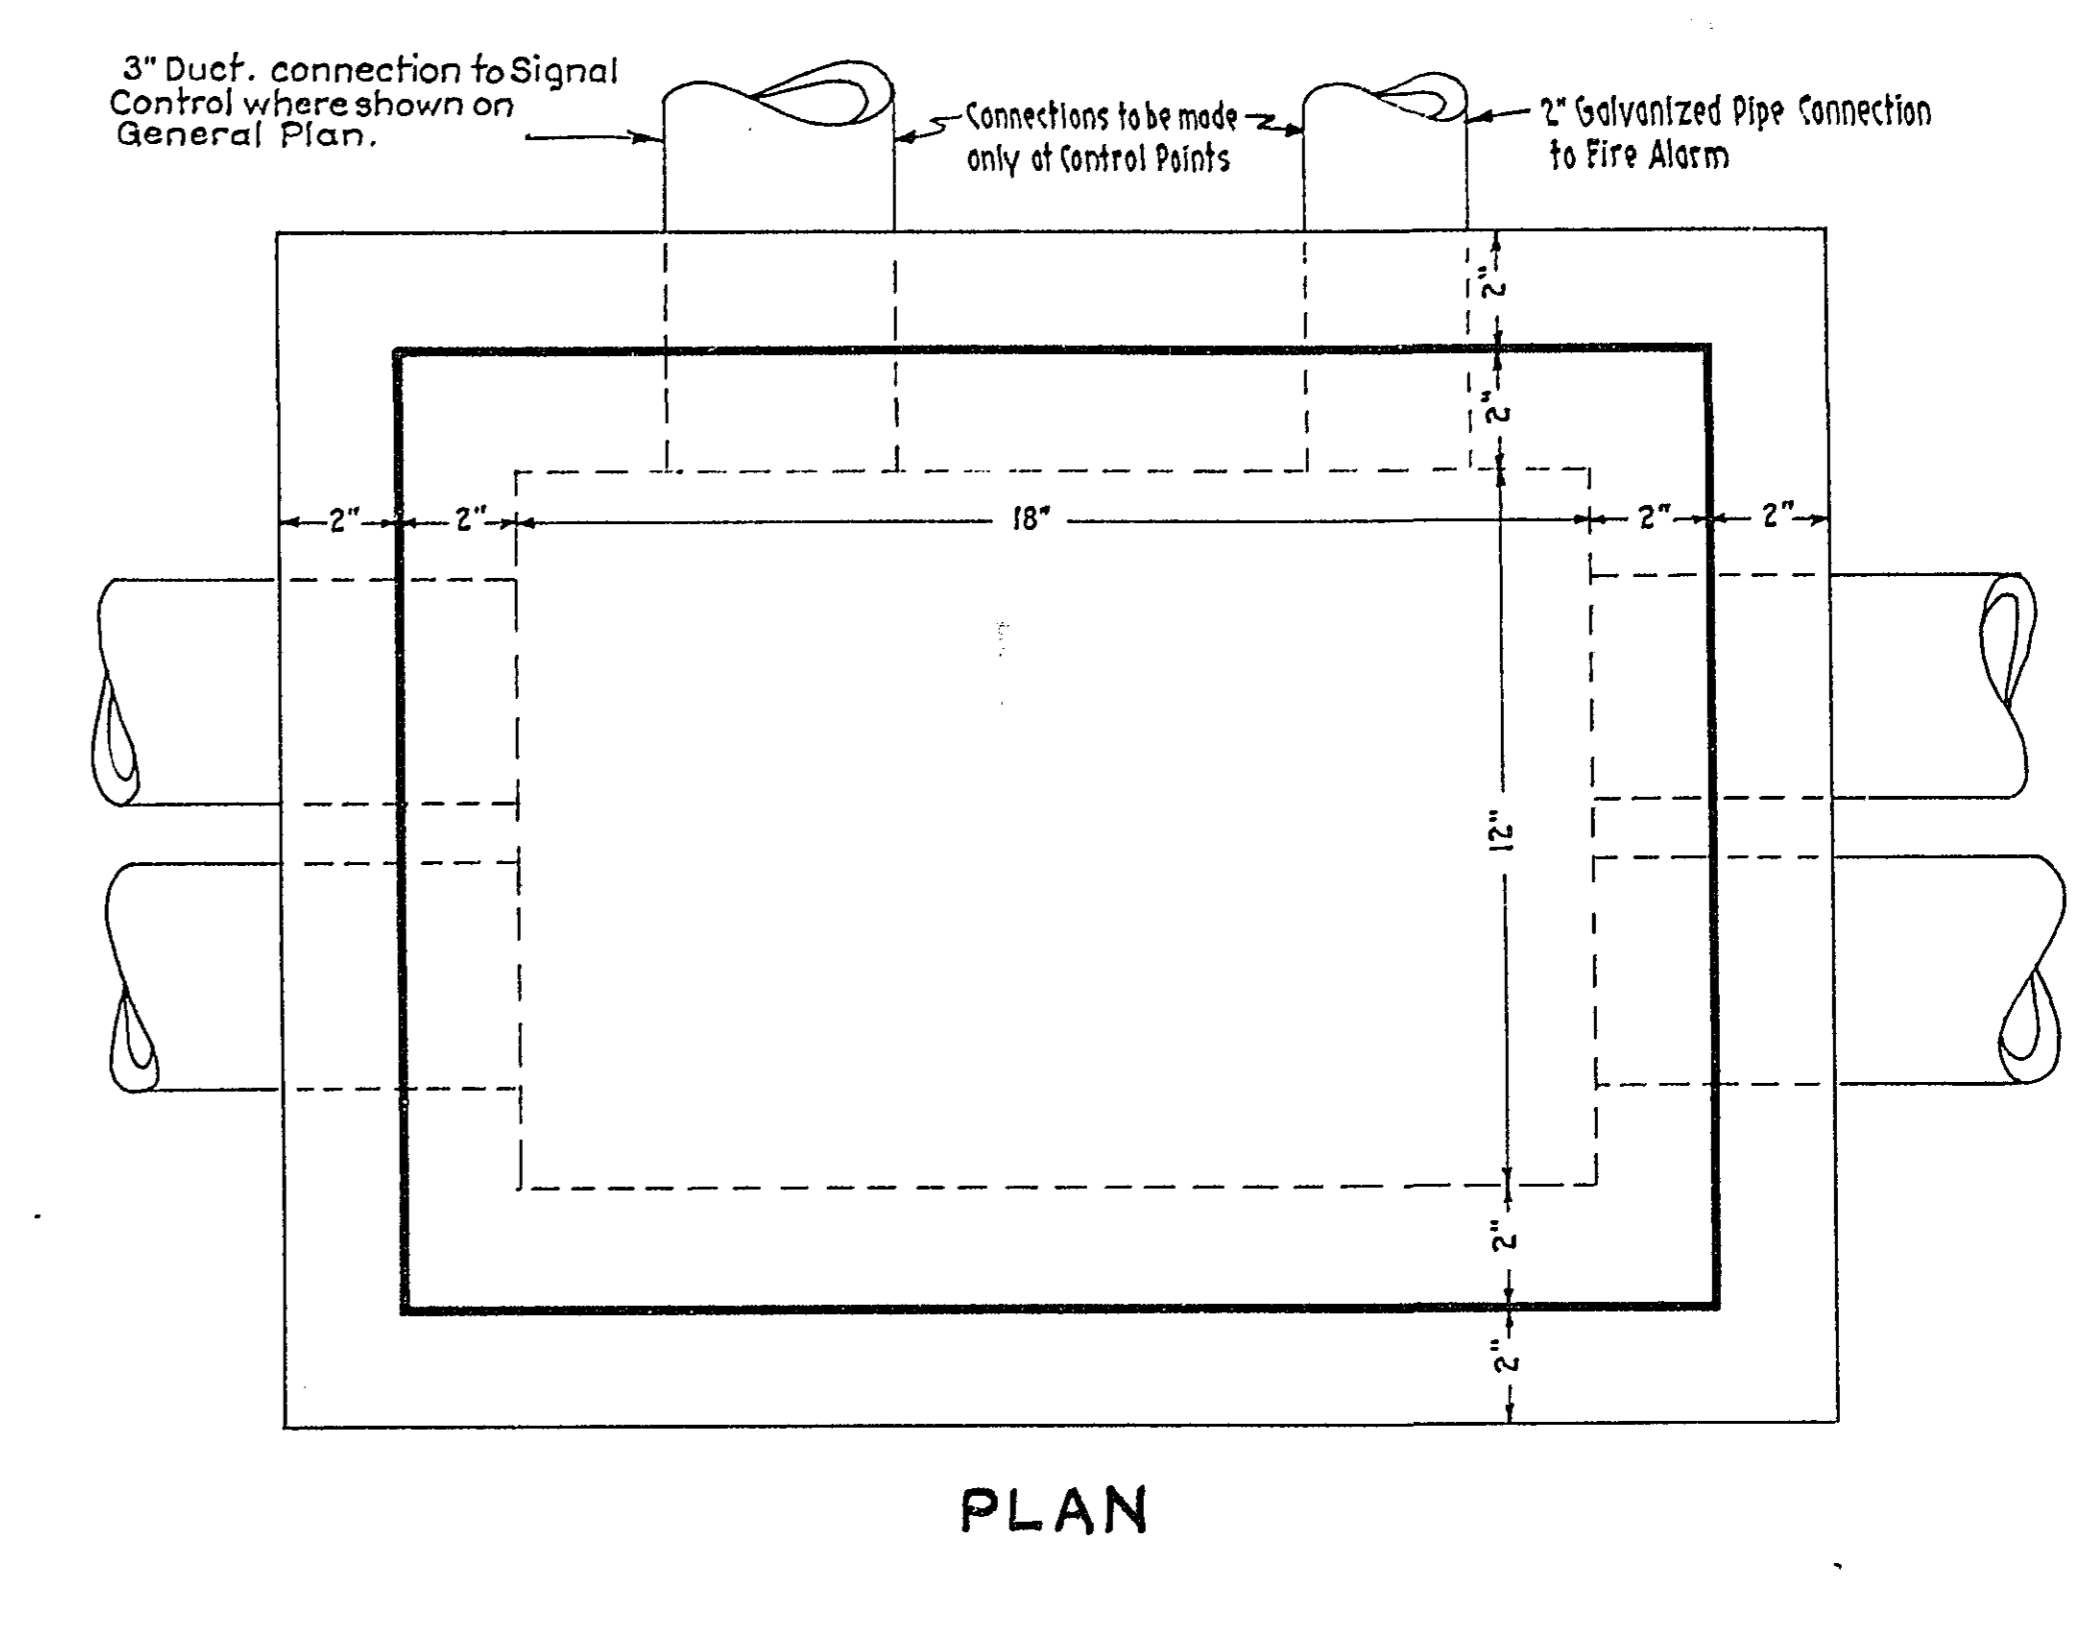 3" Duct. connection to Signal
Control where shown on
General Plan.
Connections to be made
only at Control Points
2" Galvanized Pipe Connection
to Fire Alarm
2"
2"
2"
2"
18"
2"
2"
12"
2"
2"
PLAN